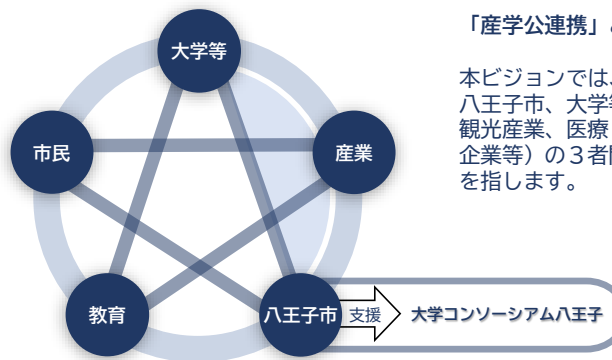 大学等
市民
産業
教育
八王子市
支援
大学コンソーシアム八王子
「産学公連携」
本ビジョンでは、
八王子市、大学等
観光産業、医療
企業等）の３者間
を指します。